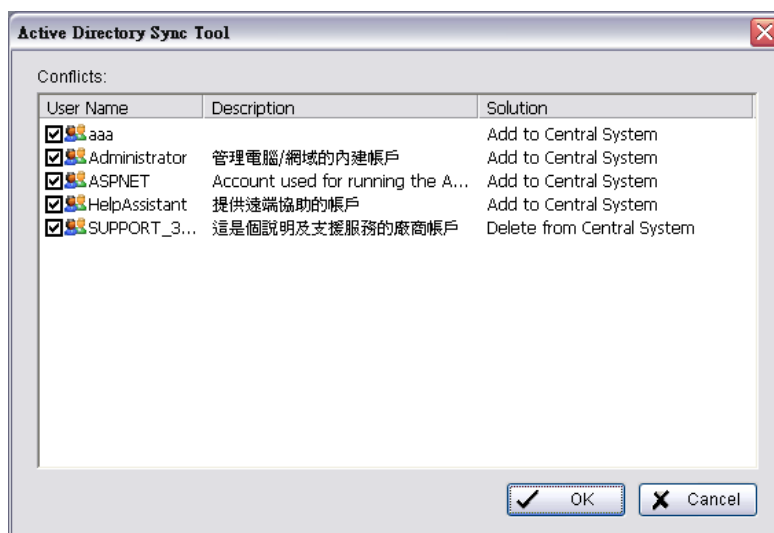 Active Directory Sync Tool
Conflicts:
User Name Description Solution
aaa Add to Central System
Administrator 管理電腦/網域的內建帳戶 Add to Central System
ASPNET Account used for running the A... Add to Central System
HelpAssistant 提供遠端協助的帳戶 Add to Central System
SUPPORT_3... 這是個說明及支援服務的廠商帳戶 Delete from Central System
OK Cancel